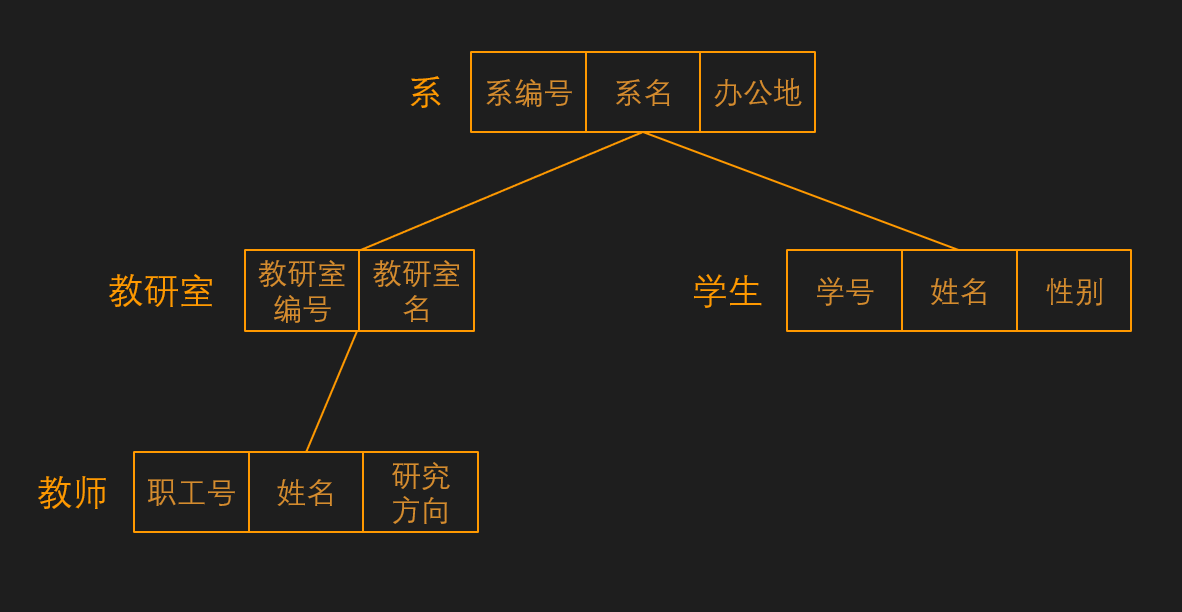 系 系编号 系名 办公地
教研室 教研室编号 教研室名
学生 学号 姓名 性别
教师 职工号 姓名 研究方向